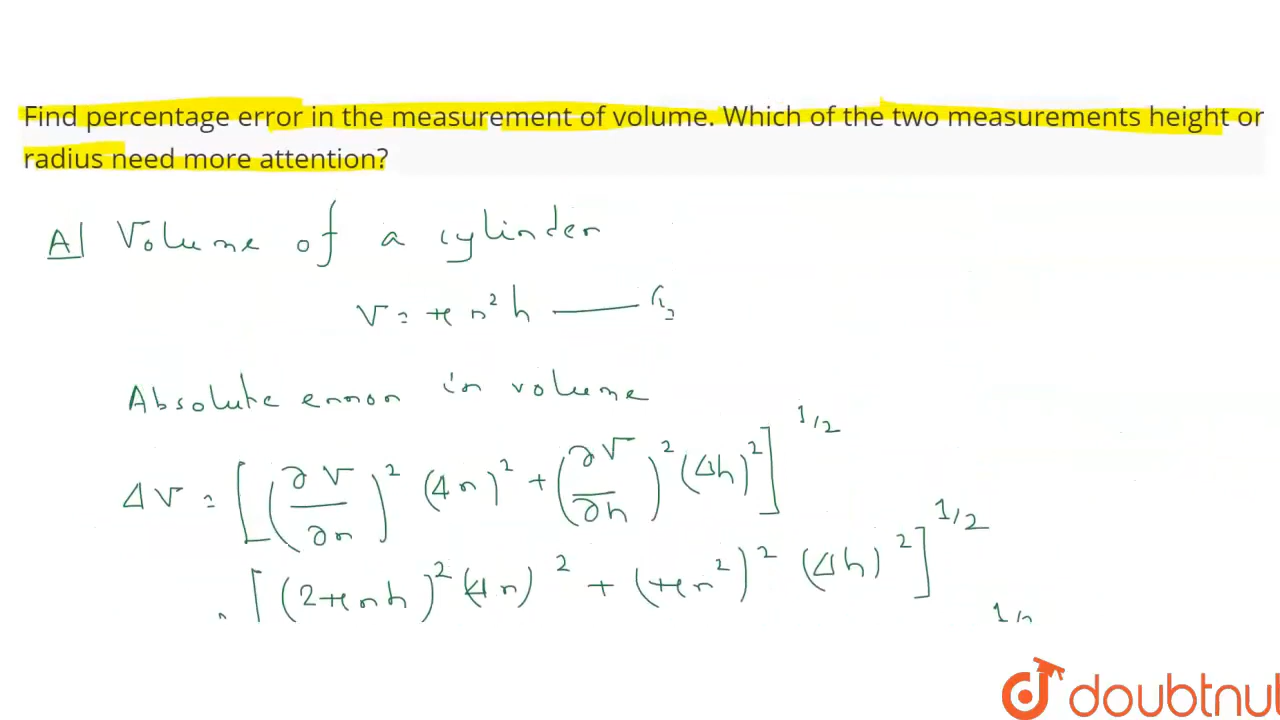 Find percentage error in the measurement of volume. Which of the two measurements height or
radius need more attention?
A| Volume of a cylinder
V = πr²h —— (1)
Absolute error in volume
ΔV = [(∂V/∂r)² (Δr)² + (∂V/∂h)² (Δh)²]^1/2
= [(2πrh)² (Δr)² + (πr²)² (Δh)²]^1/2
doubtnut